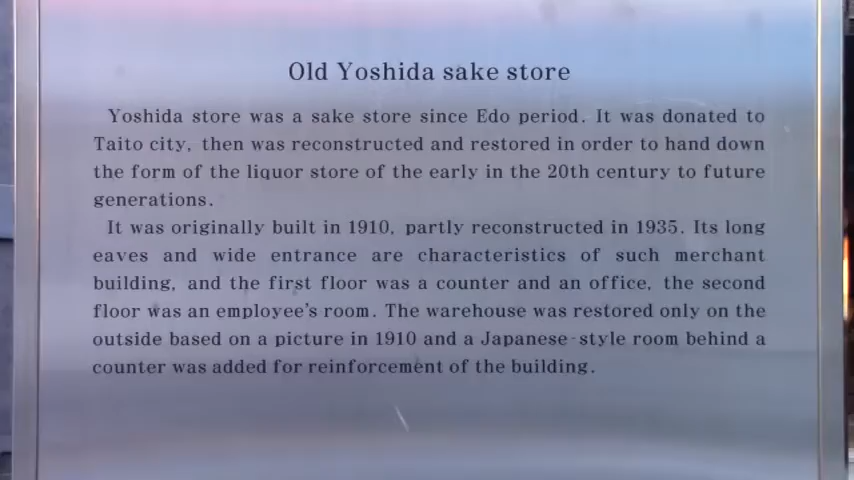 Old Yoshida sake store
Yoshida store was a sake store since Edo period. It was donated to
Taito city, then was reconstructed and restored in order to hand down
the form of the liquor store of the early in the 20th century to future
generations.
It was originally built in 1910, partly reconstructed in 1935. Its long
eaves and wide entrance are characteristics of such merchant
building, and the first floor was a counter and an office, the second
floor was an employee's room. The warehouse was restored only on the
outside based on a picture in 1910 and a Japanese-style room behind a
counter was added for reinforcement of the building.